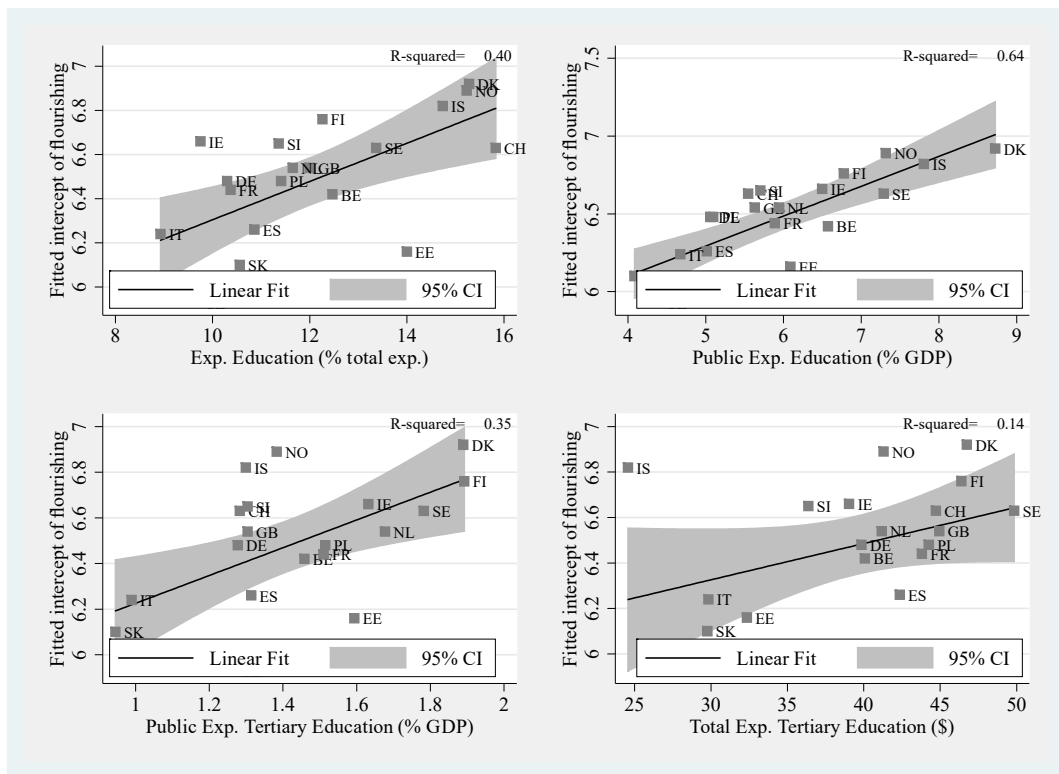 R-squared= 0.40
Fitted intercept of flourishing
7
6.8
6.6
6.4
6.2
6
DK
NO
IS
FI
IE
SI
SE
CH
NL
GB
DE
PL
FR
BE
IT
ES
EE
SK
Linear Fit
95% CI
8 10 12 14 16
Exp. Education (% total exp.)
R-squared= 0.64
Fitted intercept of flourishing
7.5
7
6.5
6
NO
DK
IS
FI
IE
SI
CH
SE
NL
PL
DE
FR
BE
IT
ES
EE
Linear Fit
95% CI
4 5 6 7 8 9
Public Exp. Education (% GDP)
R-squared= 0.35
Fitted intercept of flourishing
7
6.8
6.6
6.4
6.2
6
DK
NO
IS
FI
IE
SI
CH
SE
GB
NL
DE
PL
FR
BE
IT
ES
EE
SK
Linear Fit
95% CI
1 1.2 1.4 1.6 1.8 2
Public Exp. Tertiary Education (% GDP)
R-squared= 0.14
Fitted intercept of flourishing
7
6.8
6.6
6.4
6.2
6
DK
NO
IS
FI
IE
SI
CH
SE
NL
GB
DE
PL
FR
BE
ES
IT
EE
SK
Linear Fit
95% CI
25 30 35 40 45 50
Total Exp. Tertiary Education ($)